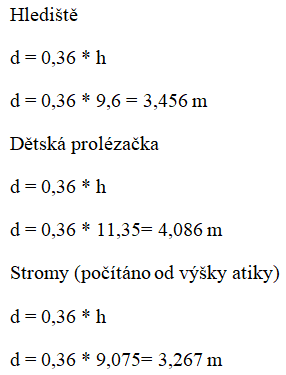 Hlediště
d = 0,36 * h
d = 0,36 * 9,6 = 3,456 m
Dětská prolézačka
d = 0,36 * h
d = 0,36 * 11,35= 4,086 m
Stromy (počítáno od výšky atiky)
d = 0,36 * h
d = 0,36 * 9,075= 3,267 m